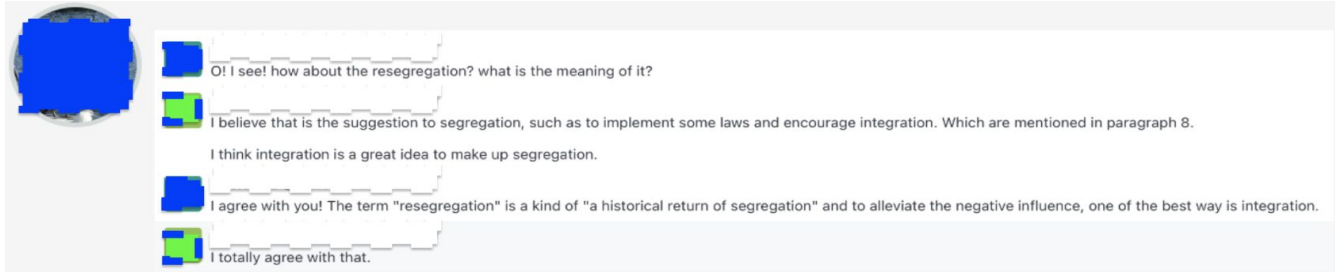 O! I see! how about the resegregation? what is the meaning of it?
I believe that is the suggestion to segregation, such as to implement some laws and encourage integration. Which are mentioned in paragraph 8.
I think integration is a great idea to make up segregation.
I agree with you! The term "resegregation" is a kind of "a historical return of segregation" and to alleviate the negative influence, one of the best way is integration.
I totally agree with that.